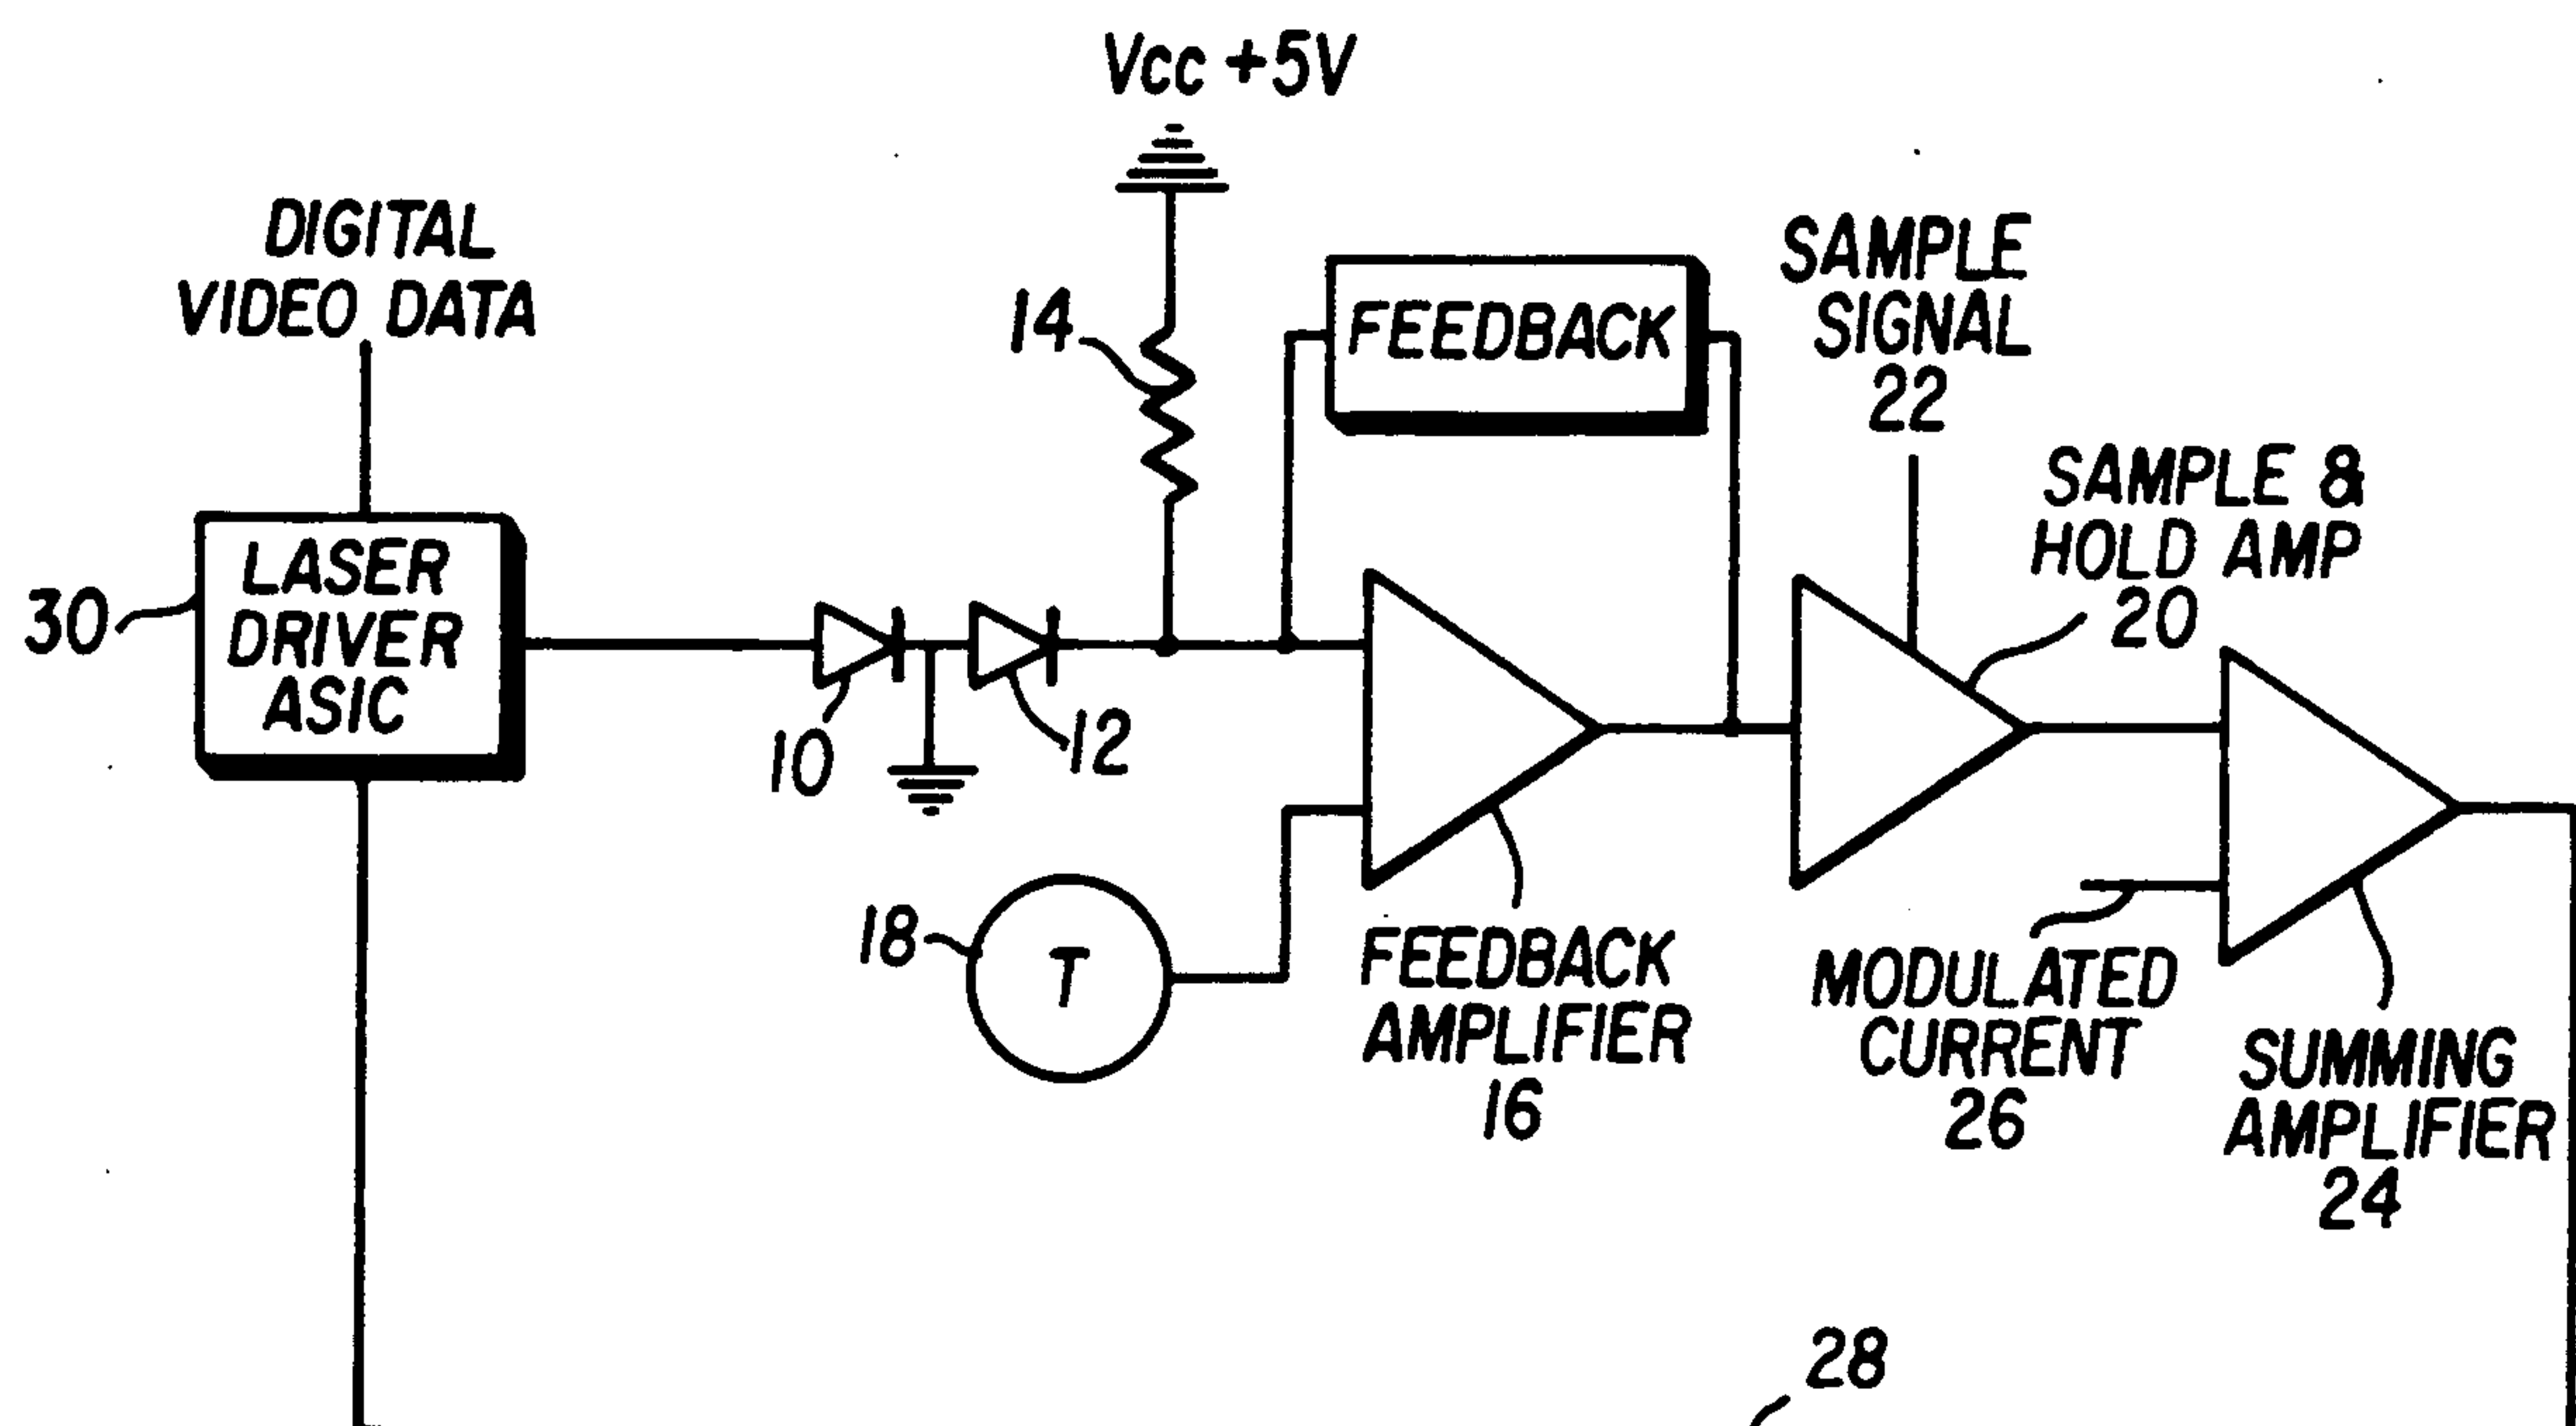 Vcc +5V
DIGITAL
VIDEO DATA
14
FEEDBACK
SAMPLE
SIGNAL
22
SAMPLE &
HOLD AMP
20
30
LASER
DRIVER
ASIC
10
12
18
T
FEEDBACK
AMPLIFIER
16
MODULATED
CURRENT
26
SUMMING
AMPLIFIER
24
28